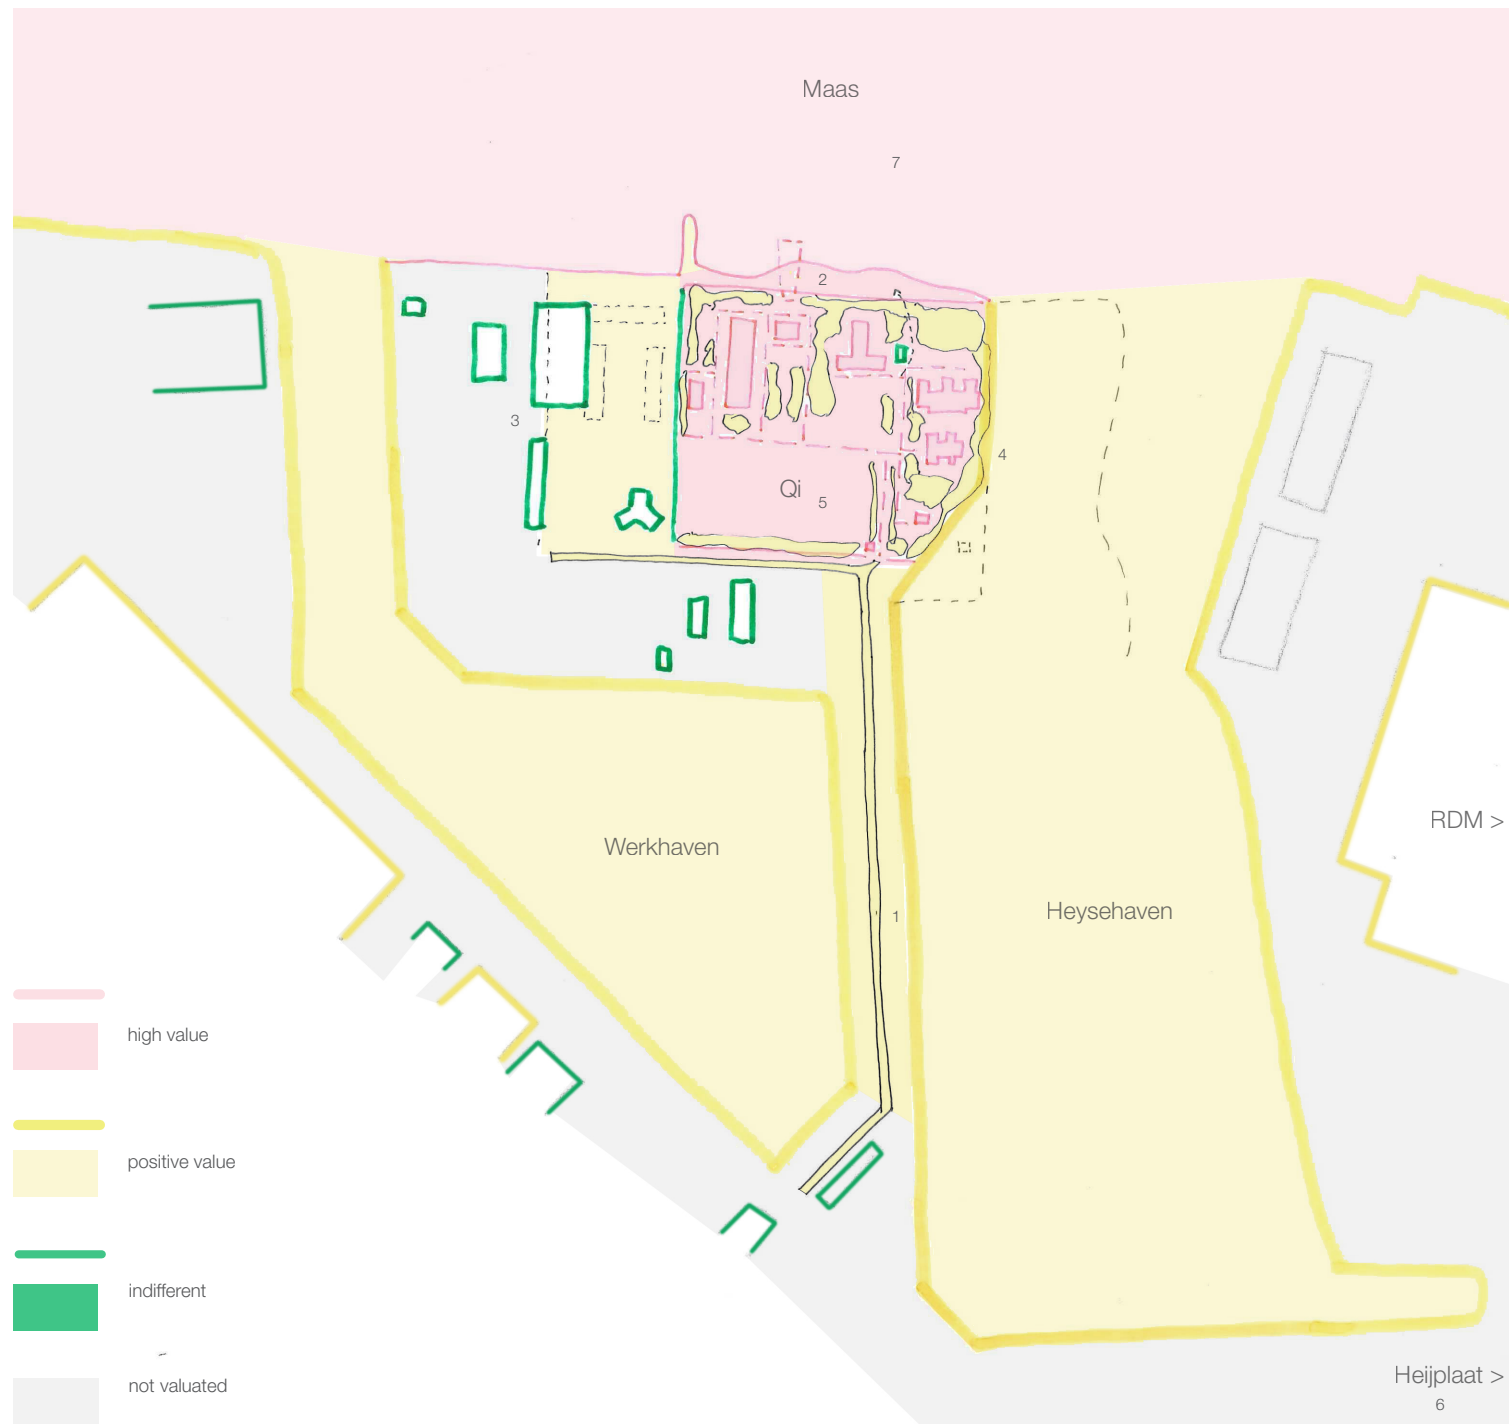 Maas
7
2
3
4
Qi
5
RDM >
Werkhaven
Heysehaven
1
high value
positive value
indifferent
not valuated
Heijplaat >
6